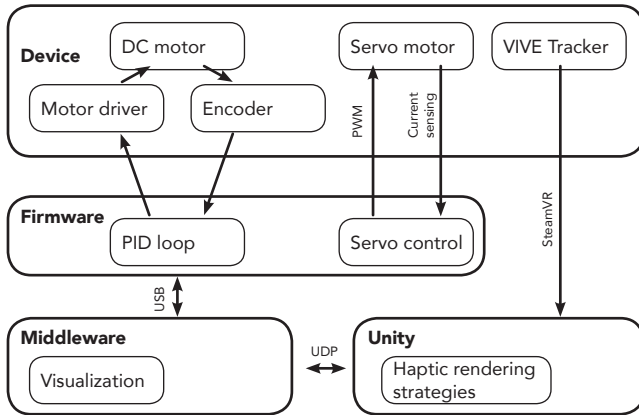 DC motor
Servo motor
VIVE Tracker
Device
Motor driver
Encoder
PWM
Current
sensing
Firmware
PID loop
Servo control
SteamVR
USB
Middleware
UDP
Unity
Visualization
Haptic rendering
strategies